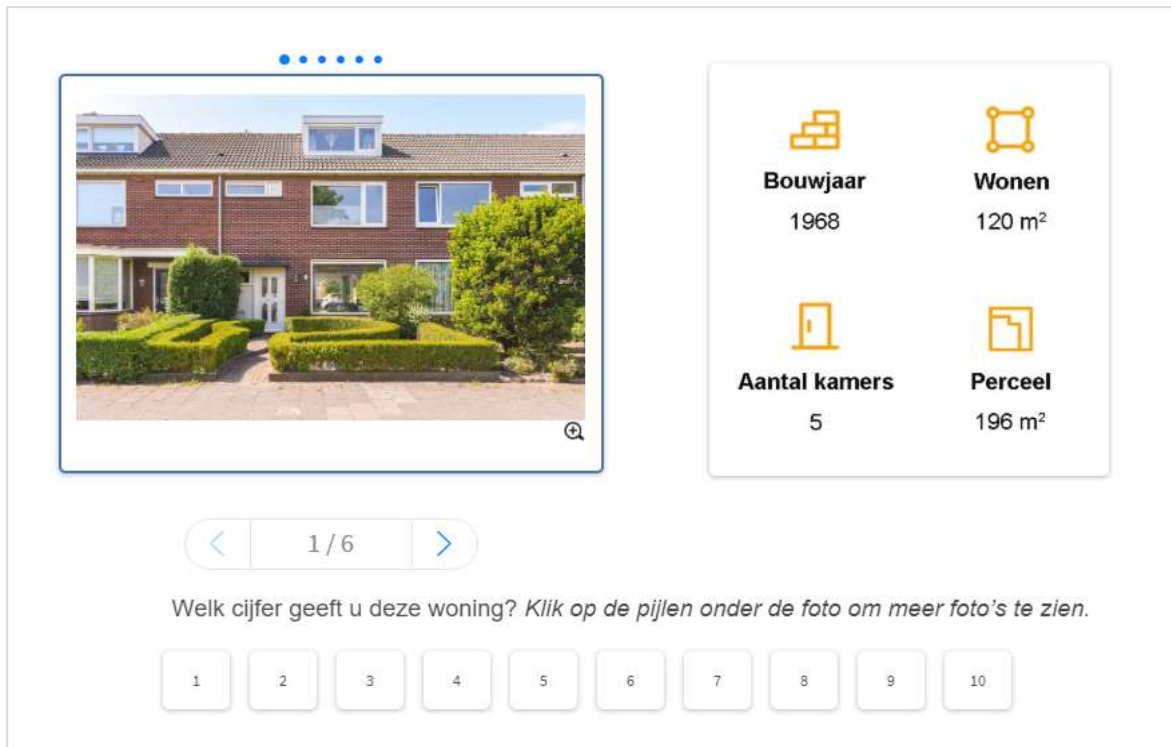 Bouwjaar
1968
Wonen
120 m²
Aantal kamers
5
Perceel
196 m²
1 / 6
Welk cijfer geeft u deze woning? Klik op de pijlen onder de foto om meer foto's te zien.
1 2 3 4 5 6 7 8 9 10